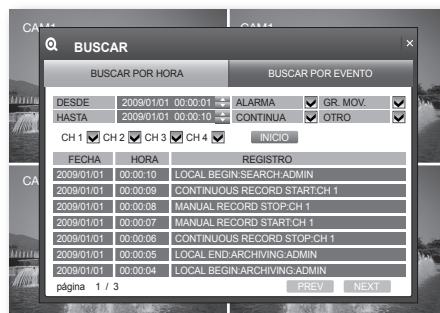 CAM1
BUSCAR
×
BUSCAR POR HORA BUSCAR POR EVENTO
DESDE 2009/01/01 00:00:01 ALARMA GR. MOV.
HASTA 2009/01/01 00:00:10 CONTINUA OTRO
CH 1 CH 2 CH 3 CH 4 INICIO
FECHA HORA REGISTRO
2009/01/01 00:00:10 LOCAL BEGIN:SEARCH:ADMIN
2009/01/01 00:00:09 CONTINUOUS RECORD START:CH 1
2009/01/01 00:00:08 MANUAL RECORD STOP:CH 1
2009/01/01 00:00:07 MANUAL RECORD START:CH 1
2009/01/01 00:00:06 CONTINUOUS RECORD STOP:CH 1
2009/01/01 00:00:05 LOCAL END:ARCHIVING:ADMIN
2009/01/01 00:00:04 LOCAL BEGIN:ARCHIVING:ADMIN
página 1 / 3 PREV NEXT